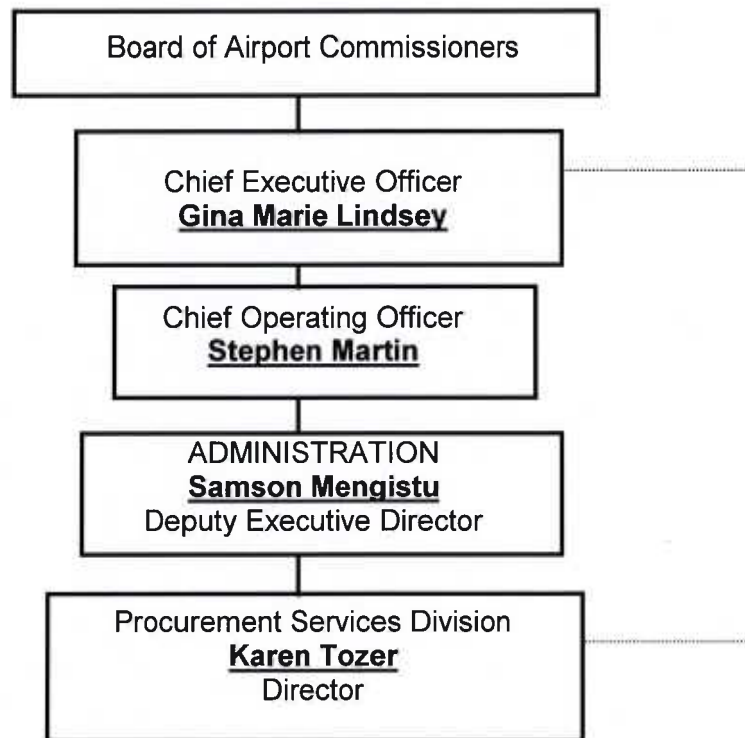 Board of Airport Commissioners
Chief Executive Officer
Gina Marie Lindsey
Chief Operating Officer
Stephen Martin
ADMINISTRATION
Samson Mengistu
Deputy Executive Director
Procurement Services Division
Karen Tozer
Director